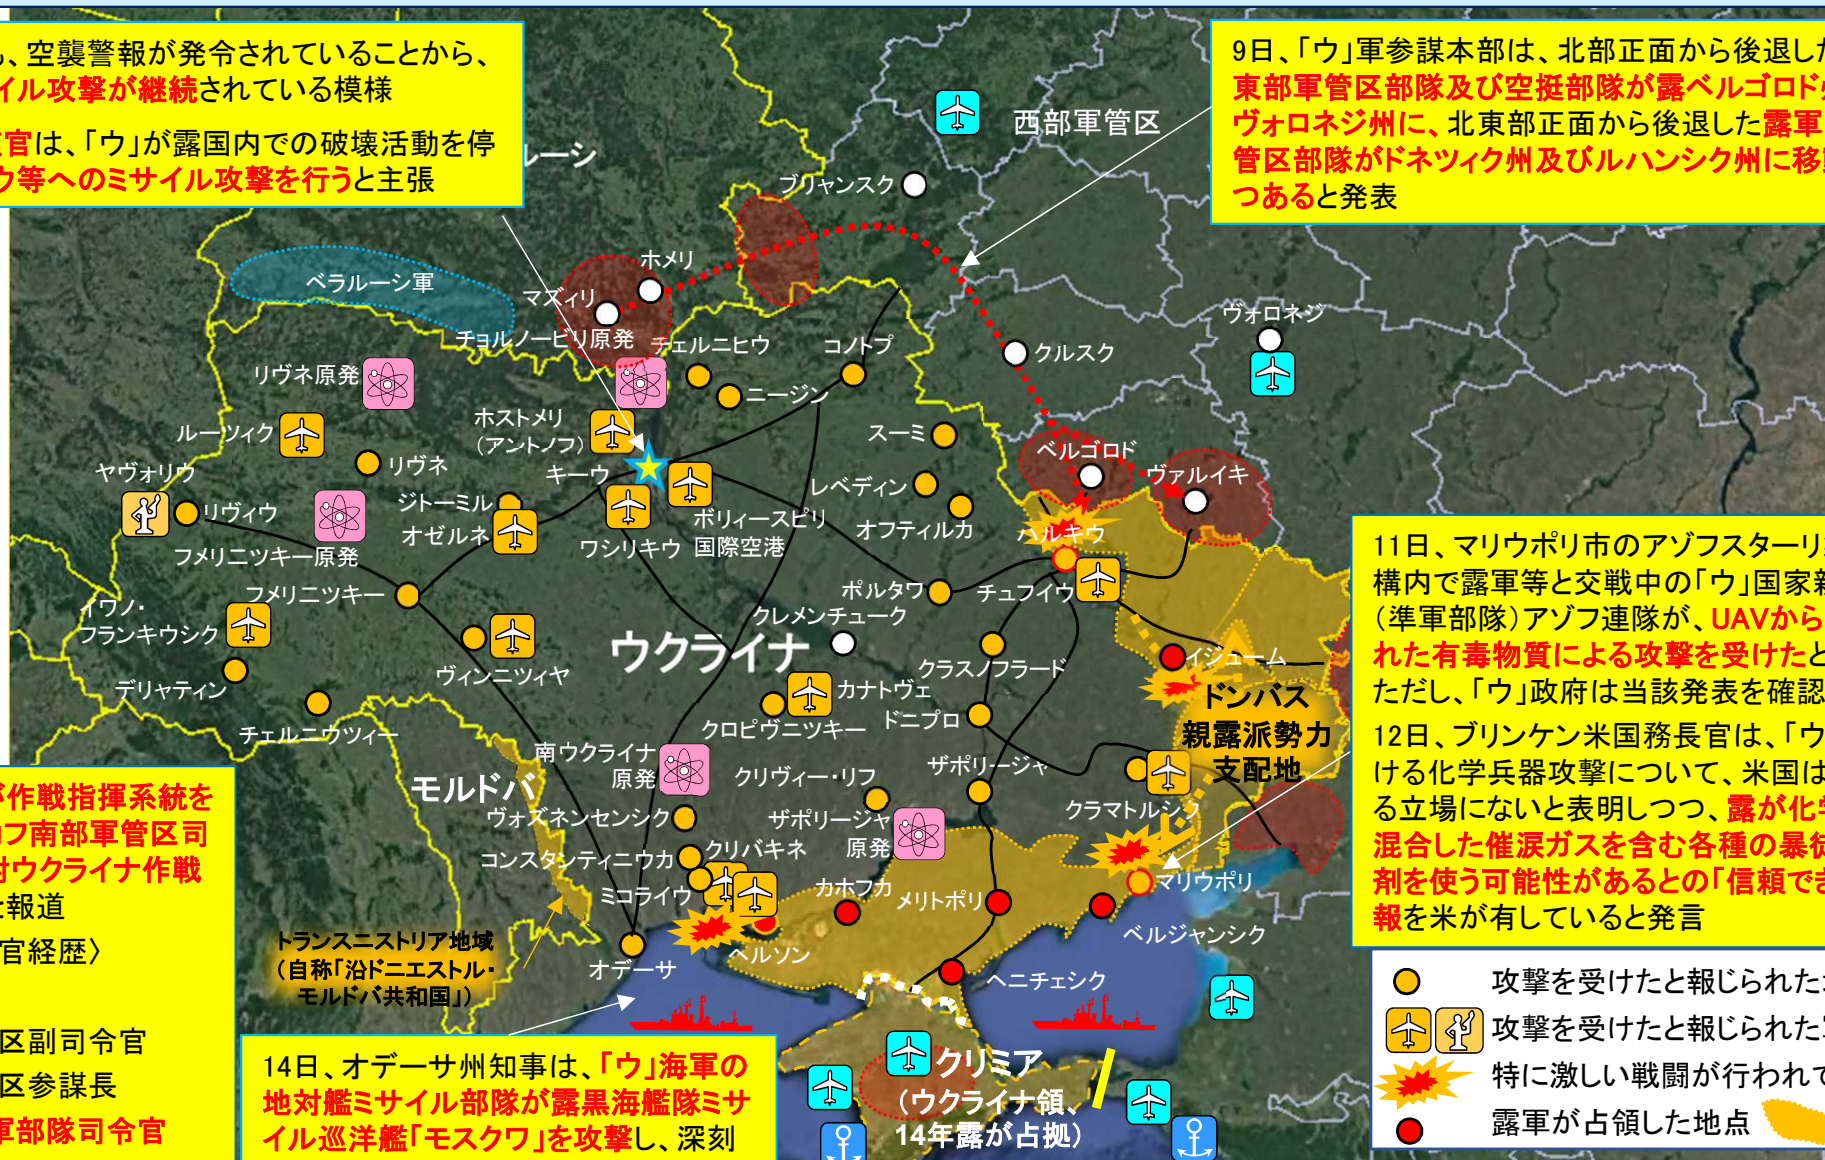 、空襲警報が発令されていることから、
イル攻撃が継続されている模様
官は、「ウ」が露国内での破壊活動を停
ウ等へのミサイル攻撃を行うと主張
ルーシ
9日、「ウ」軍参謀本部は、北部正面から後退した
東部軍管区部隊及び空挺部隊が露ベルゴロド
ヴォロネジ州に、北東部正面から後退した露軍
管区部隊がドネツィク州及びルハンシク州に移動
つあると発表
西部軍管区
ブリャンスク
ホメリ
ベラルーシ軍
マズィリ
ヴォロネジ
チョルノービリ原発
チェルニヒウ
コノトプ
クルスク
リヴネ原発
ニージン
ホストメリ
(アントノフ)
ルーツィク
スーミ
ベルゴロド
リヴネ
キーウ
ヴァルイキ
ヤヴォリウ
レベディン
リヴィウ
ジトーミル
オゼルネ
ボリィースピリ
国際空港
オフティルカ
ハルキウ
フメリニツキー原発
ワシリキウ
フメリニツキー
ポルタワ
チュフイウ
イワノ・
フランキウシク
クレメンチューク
ウクライナ
クラスノフラード
イジューム
ヴィンニツィヤ
デリャティン
カナトヴェ
ドニプロ
クロピヴニツキー
チェルニウツィー
ドンバス
親露派勢力
支配地
11日、マリウポリ市のアゾフスターリ
構内で露軍等と交戦中の「ウ」国家
(準軍部隊)アゾフ連隊が、UAVから
れた有毒物質による攻撃を受けたと
ただし、「ウ」政府は当該発表を確認
12日、ブリンケン米国務長官は、「ウ
ける化学兵器攻撃について、米国は
る立場にないと表明しつつ、露が化学
混合した催涙ガスを含む各種の暴徒
剤を使う可能性があるとの「信頼でき
報を米が有していると発言
南ウクライナ
原発
クリヴィー・リフ
ザポリージャ
モルドバ
クラマトルシク
ヴォズネンセンシク
ザポリージャ
原発
コンスタンティニウカ
クリバキネ
ミコライウ
カホフカ
メリトポリ
マリウポリ
ベルジャンシク
ヘルソン
オデーサ
ヘニチェシク
トランスニストリア地域
(自称「沿ドニエストル・
モルドバ共和国」)
が作戦指揮系統を
コフ南部軍管区司
対ウクライナ作戦
と報道
官経歴〉
区副司令官
区参謀長
軍部隊司令官
14日、オデーサ州知事は、「ウ」海軍の
地対艦ミサイル部隊が露黒海艦隊ミサ
イル巡洋艦「モスクワ」を攻撃し、深刻
クリミア
(ウクライナ領、
14年露が占拠)
攻撃を受けたと報じられた
攻撃を受けたと報じられた
特に激しい戦闘が行われて
露軍が占領した地点